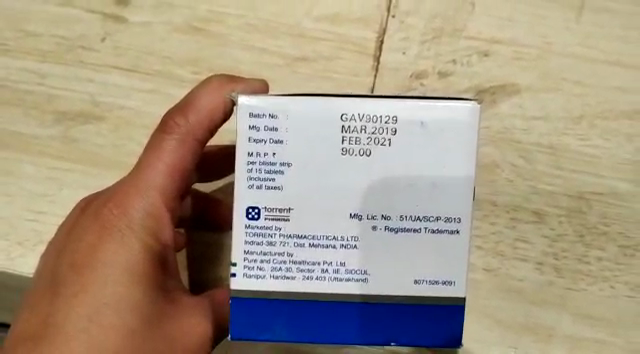 Batch No. : GAV90129
Mfg. Date : MAR.2019
Expiry Date : FEB.2021
M.R.P. ₹ 90.00
per blister strip
of 15 tablets
(Inclusive
of all taxes)
torrent
PHARMA
Mfg. Lic. No. : 51/UA/SC/P-2013
® - Registered Trademark
Marketed by :
TORRENT PHARMACEUTICALS LTD.
Indrad-382 721, Dist. Mehsana, INDIA.
Manufactured by :
Pure and Cure Healthcare Pvt. Ltd.
Plot No.: 26A-30, Sector - 8A, IIE, SIDCUL,
Ranipur, Haridwar - 249 403 (Uttarakhand)
8071526-9091